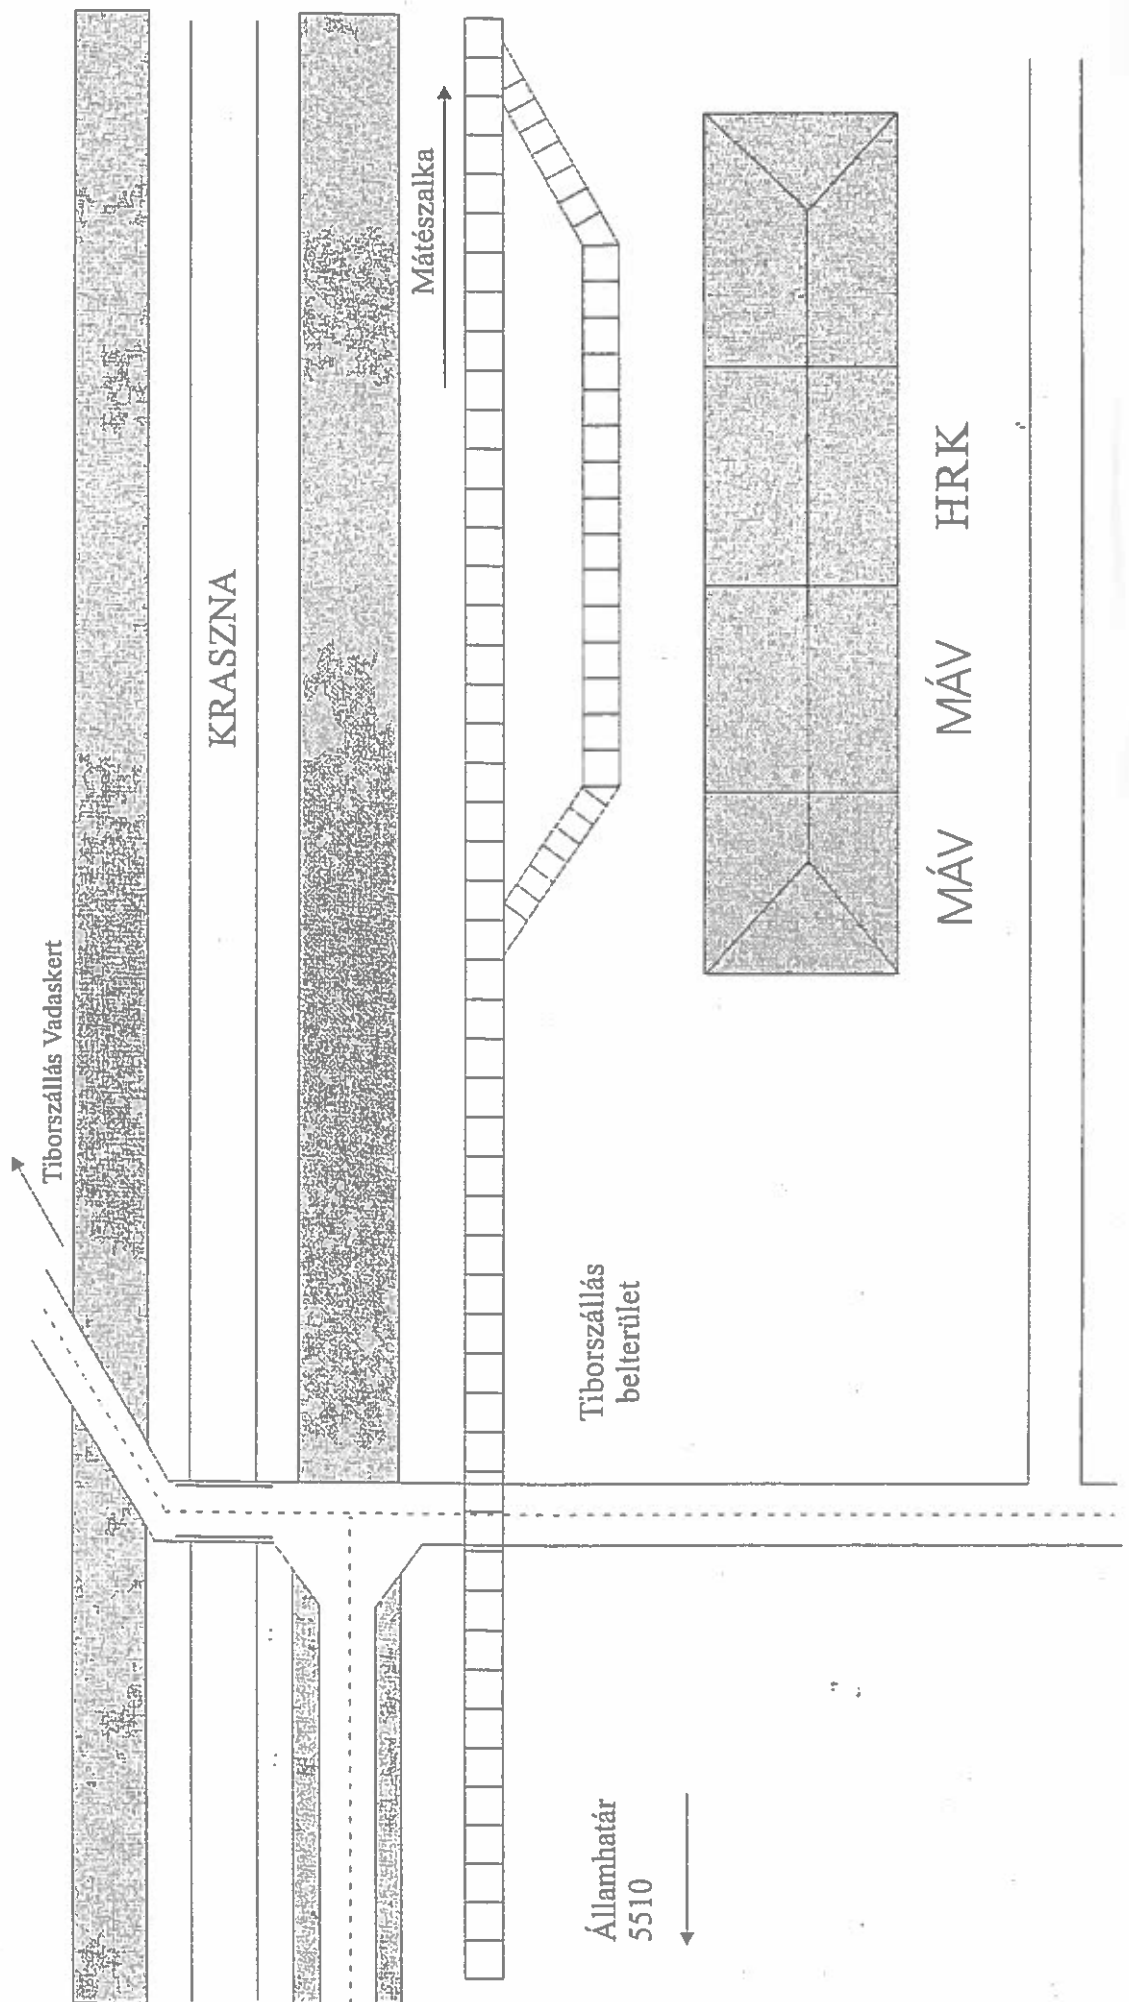 Tiborszállás Vadaskert
KRASZNA
Mátészalka
Államhatár
5510
Tiborszállás
belterület
MÁV
MÁV
HRK